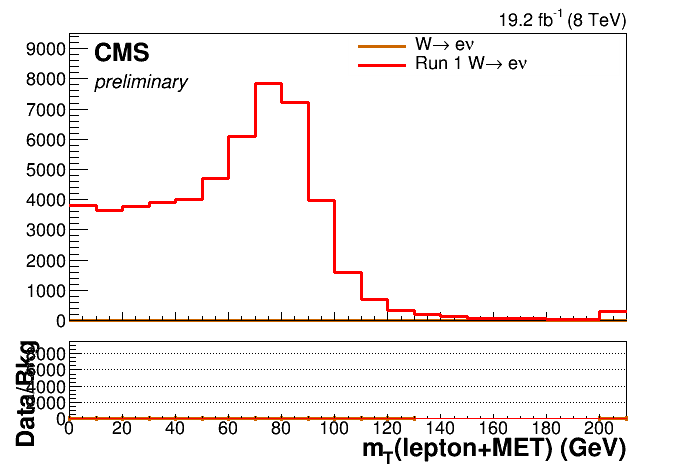 19.2 fb⁻¹ (8 TeV)
CMS
preliminary
W→ eν
Run 1 W→ eν
9000
8000
7000
6000
5000
4000
3000
2000
1000
0
Data/Bkg
0
0 20 40 60 80 100 120 140 160 180 200
m_T(lepton+MET) (GeV)